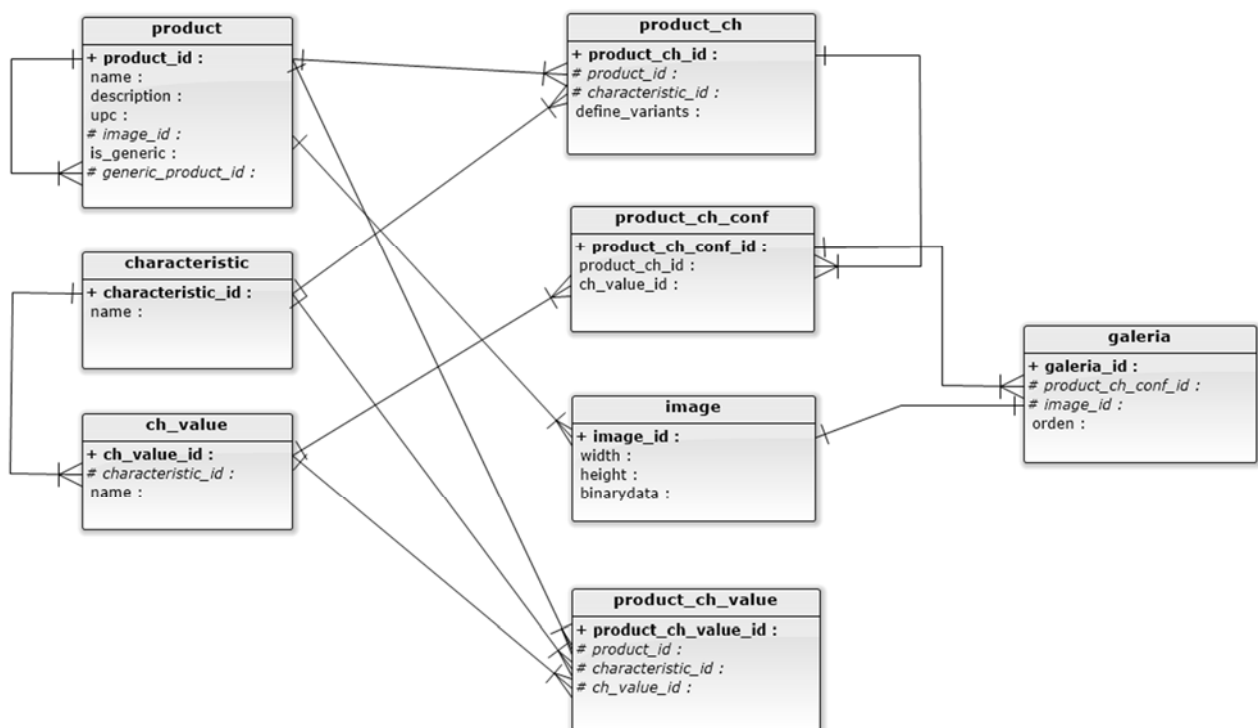 product
+ product_id :
name :
description :
upc :
# image_id :
is_generic :
# generic_product_id :
product_ch
+ product_ch_id :
# product_id :
# characteristic_id :
define_variants :
characteristic
+ characteristic_id :
name :
product_ch_conf
+ product_ch_conf_id :
product_ch_id :
ch_value_id :
galeria
+ galeria_id :
# product_ch_conf_id :
# image_id :
orden :
ch_value
+ ch_value_id :
# characteristic_id :
name :
image
+ image_id :
width :
height :
binarydata :
product_ch_value
+ product_ch_value_id :
# product_id :
# characteristic_id :
# ch_value_id :